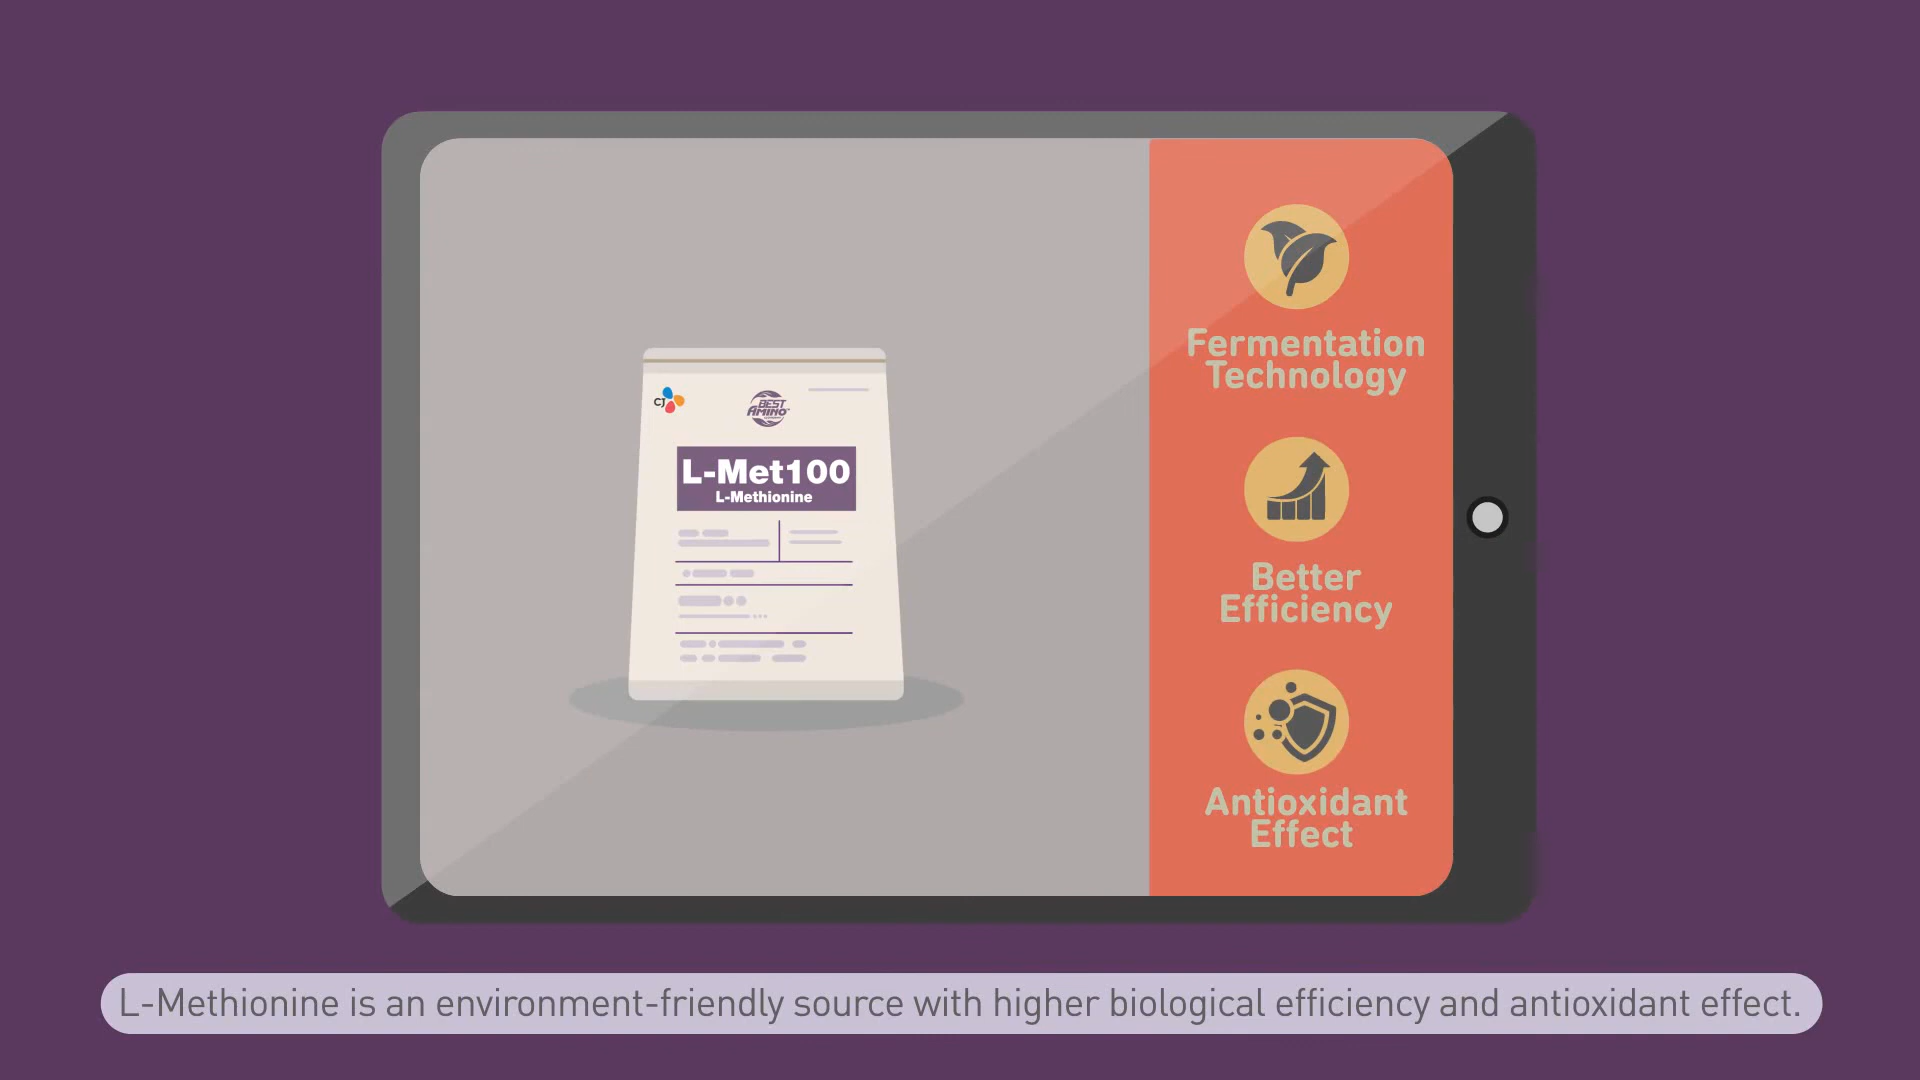 CJ
BEST
AMINO
L-Met100
L-Methionine
Fermentation
Technology
Better
Efficiency
Antioxidant
Effect
L-Methionine is an environment-friendly source with higher biological efficiency and antioxidant effect.